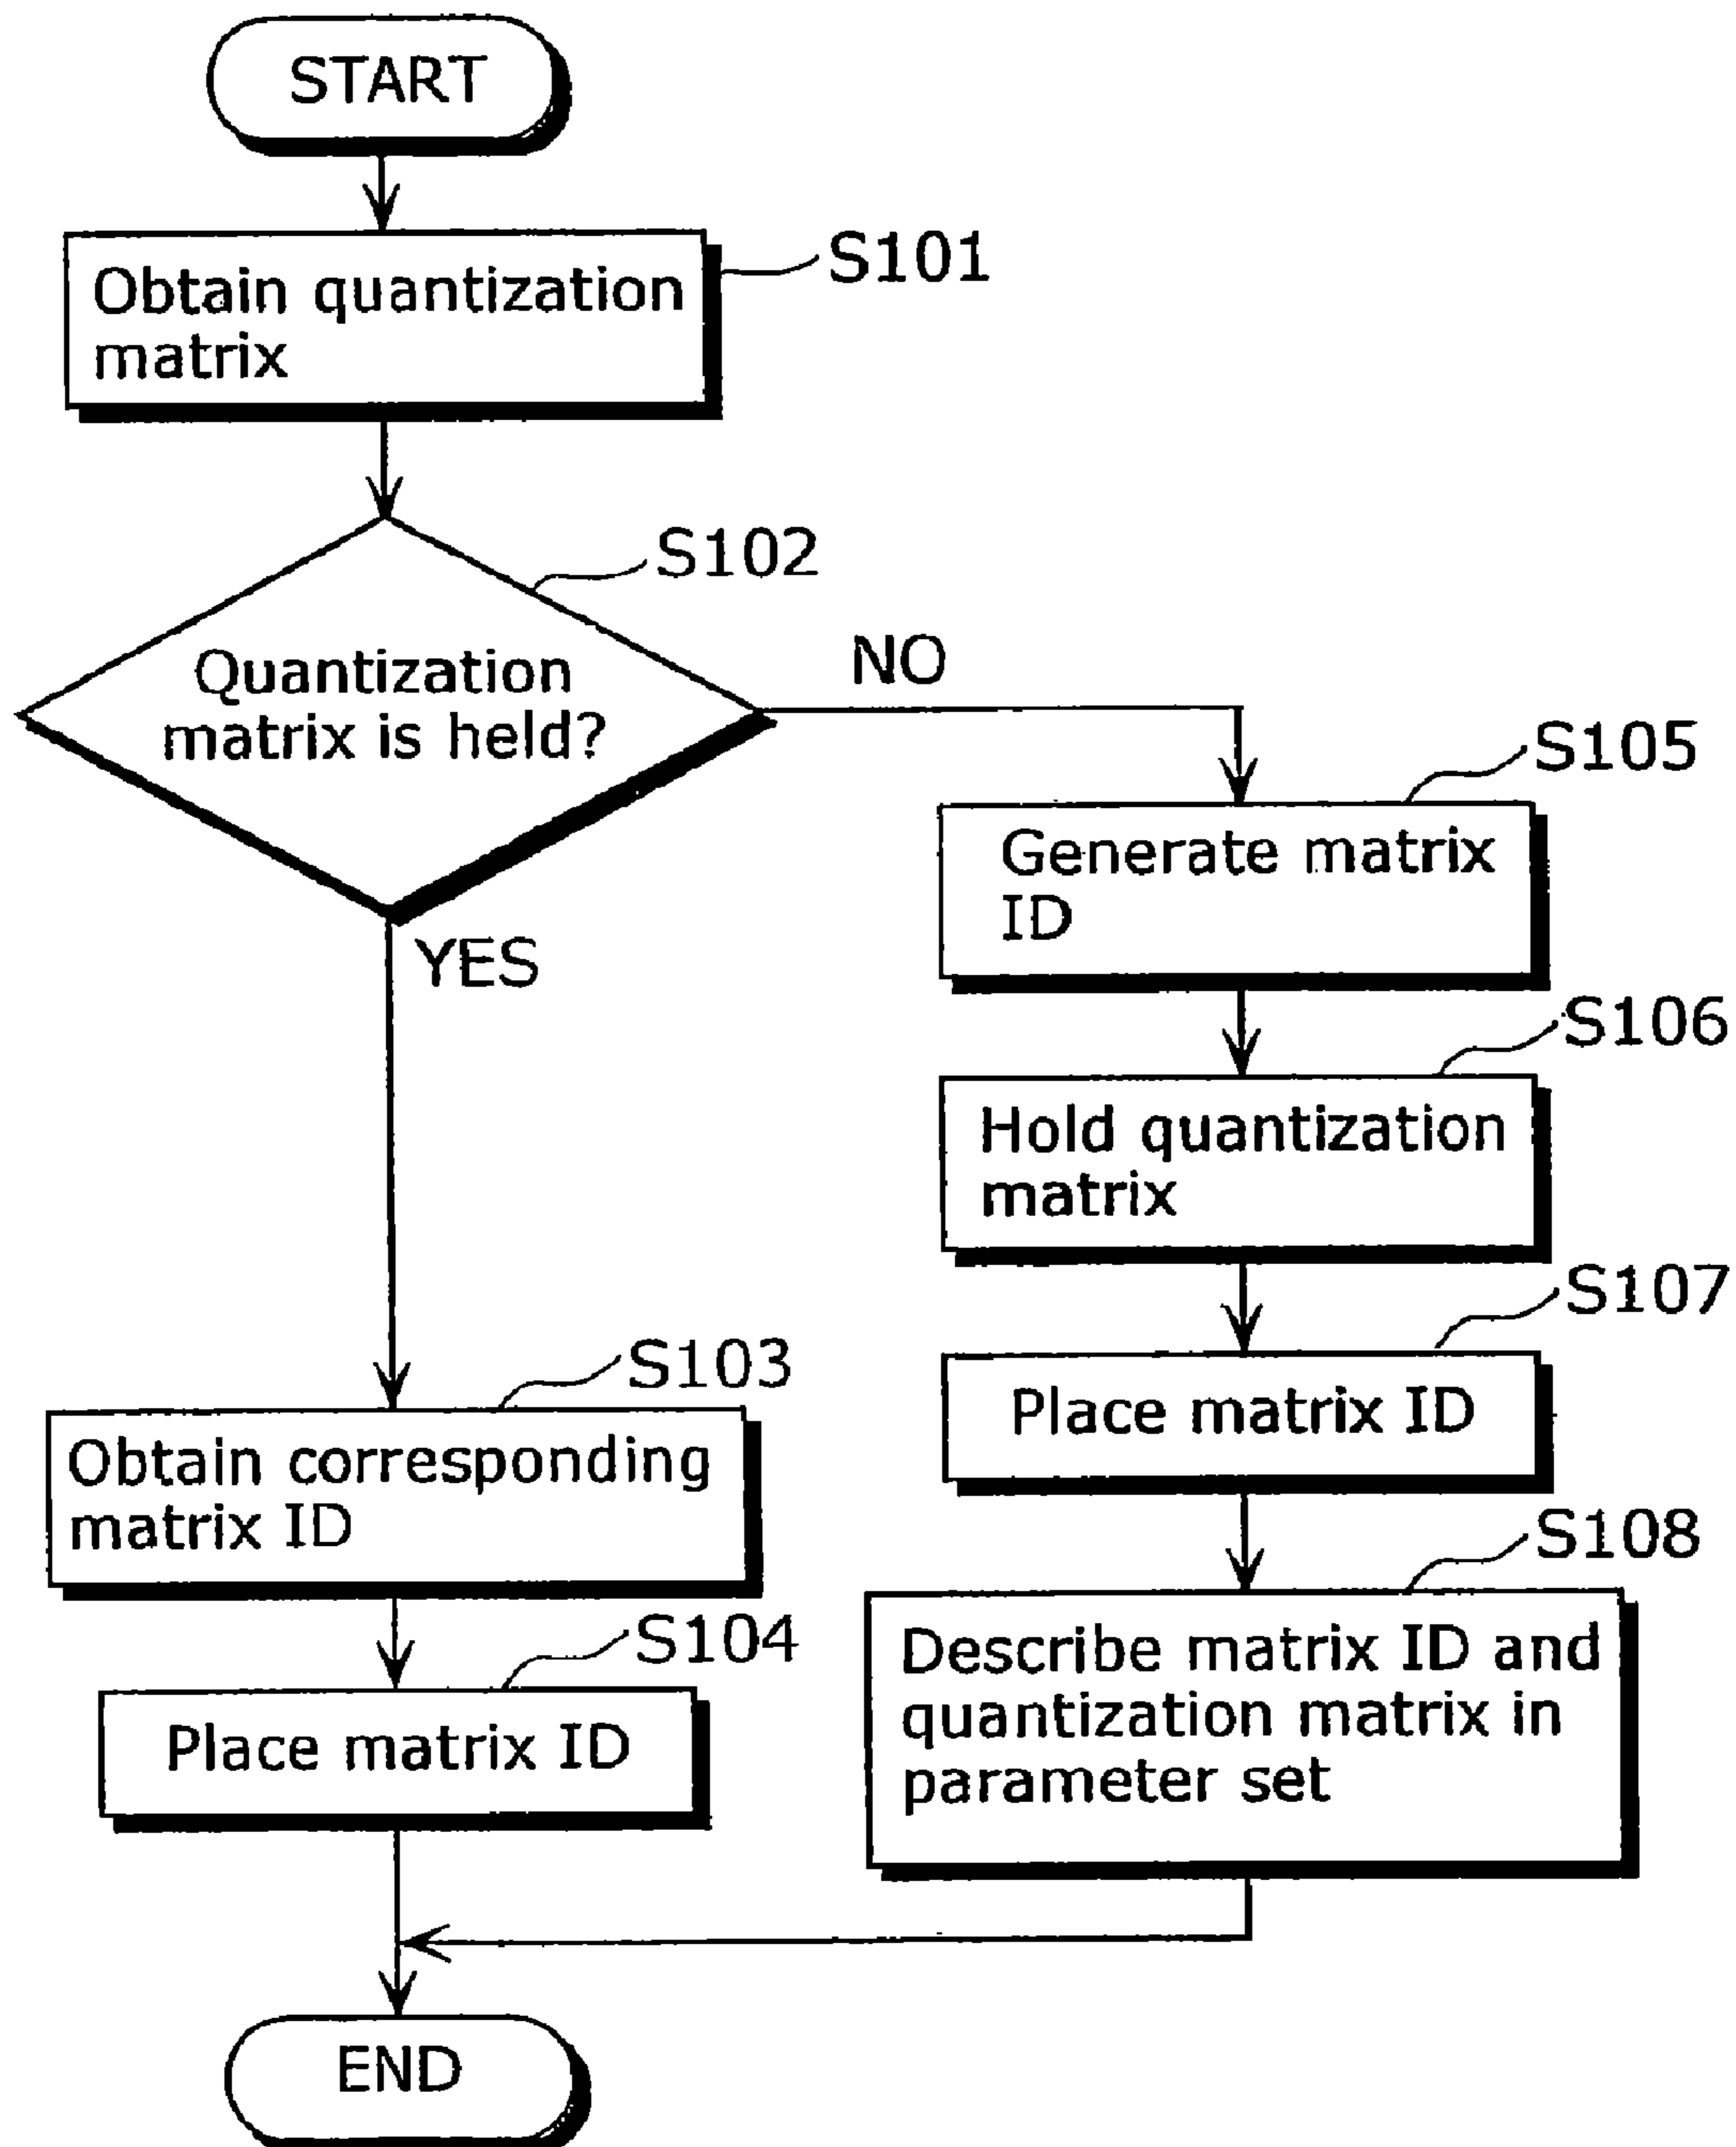 START
S101
Obtain quantization
matrix
S102
Quantization
matrix is held?
NO
YES
S105
Generate matrix
ID
S106
Hold quantization
matrix
S107
Place matrix ID
S103
Obtain corresponding
matrix ID
S108
Describe matrix ID and
quantization matrix in
parameter set
S104
Place matrix ID
END